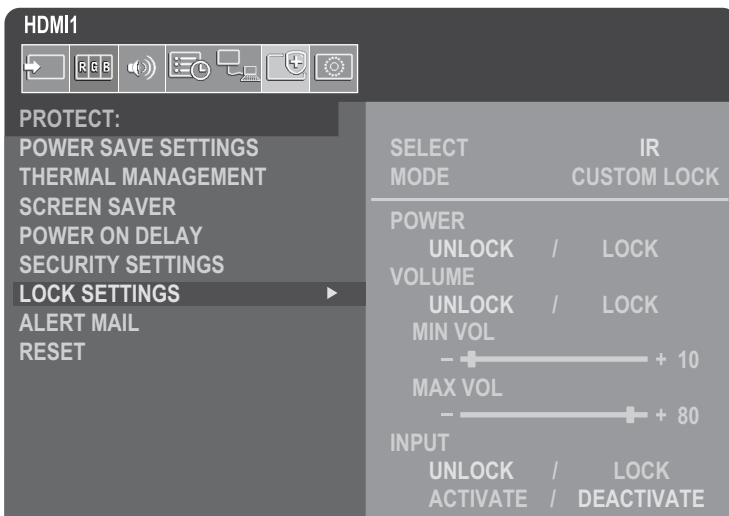 HDMI1
RGB
PROTECT:
POWER SAVE SETTINGS
THERMAL MANAGEMENT
SCREEN SAVER
POWER ON DELAY
SECURITY SETTINGS
LOCK SETTINGS
ALERT MAIL
RESET
SELECT IR
MODE CUSTOM LOCK
POWER
UNLOCK / LOCK
VOLUME
UNLOCK / LOCK
MIN VOL
− + 10
MAX VOL
− + 80
INPUT
UNLOCK / LOCK
ACTIVATE / DEACTIVATE